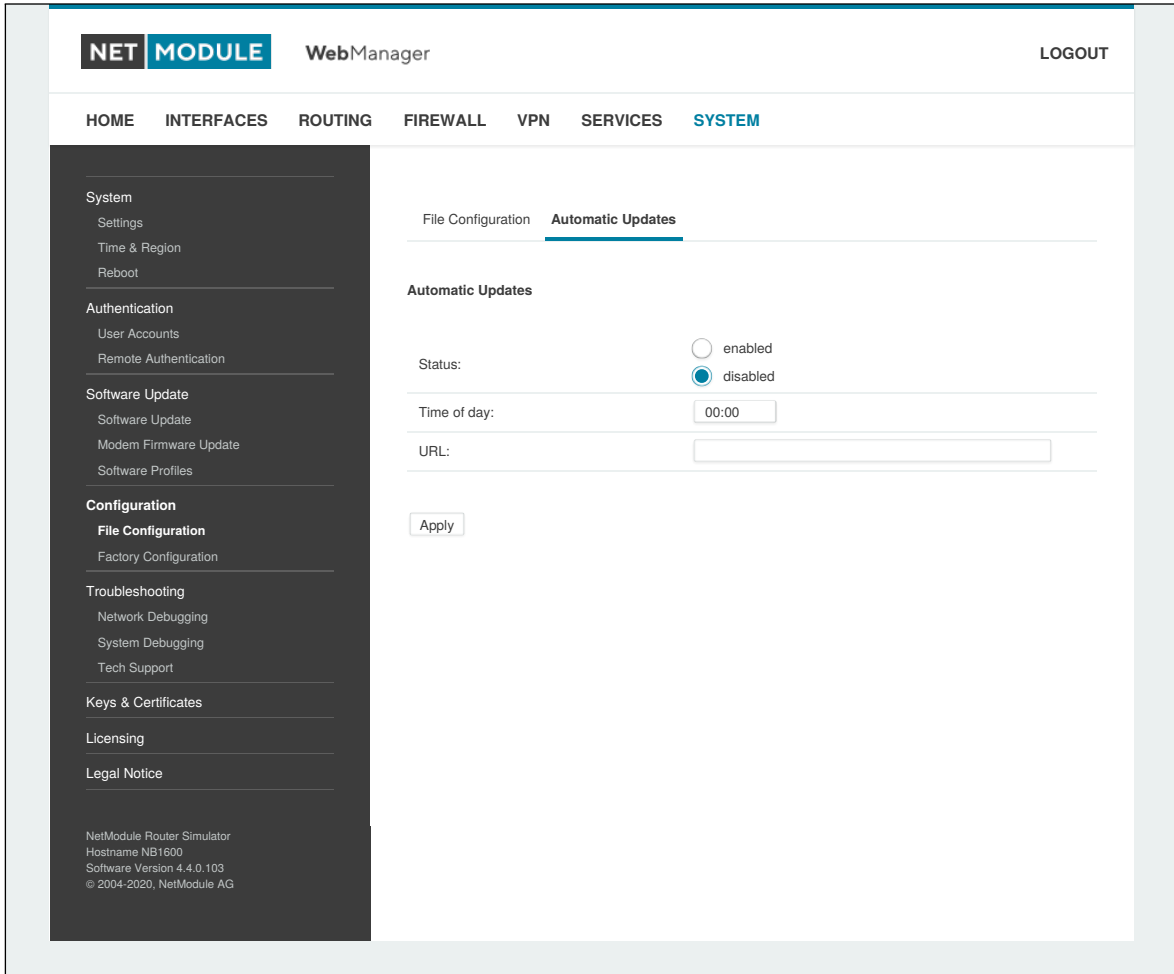 NET MODULE WebManager LOGOUT
HOME INTERFACES ROUTING FIREWALL VPN SERVICES SYSTEM
System
Settings
Time & Region
Reboot
Authentication
User Accounts
Remote Authentication
Software Update
Software Update
Modem Firmware Update
Software Profiles
Configuration
File Configuration
Factory Configuration
Troubleshooting
Network Debugging
System Debugging
Tech Support
Keys & Certificates
Licensing
Legal Notice
NetModule Router Simulator
Hostname NB1600
Software Version 4.4.0.103
© 2004-2020, NetModule AG
File Configuration Automatic Updates
Automatic Updates
Status:
enabled
disabled
Time of day: 00:00
URL:
Apply